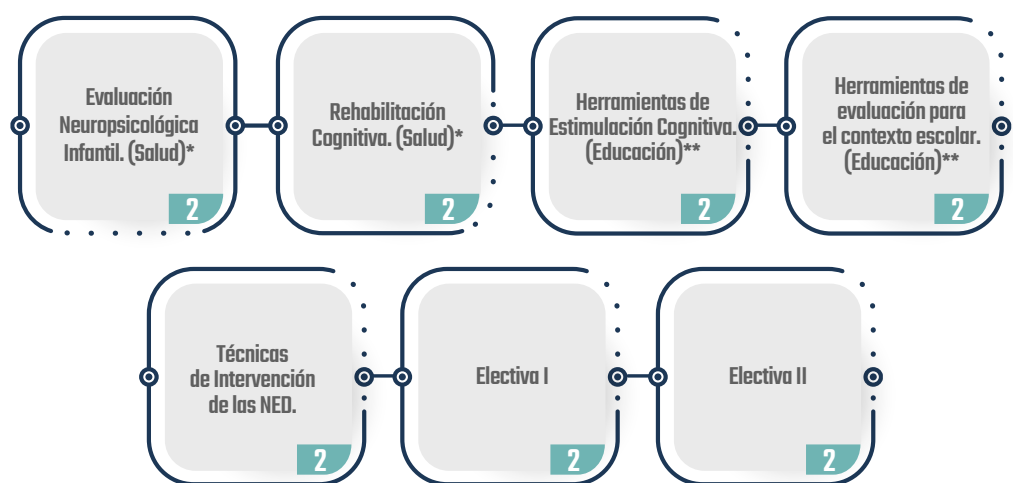 Evaluación
Neuropsicológica
Infantil. (Salud)*
2
Rehabilitación
Cognitiva. (Salud)*
2
Herramientas de
Estimulación Cognitiva.
(Educación)**
2
Herramientas de
evaluación para
el contexto escolar.
(Educación)**
2
Técnicas
de Intervención
de las NED.
2
Electiva I
2
Electiva II
2